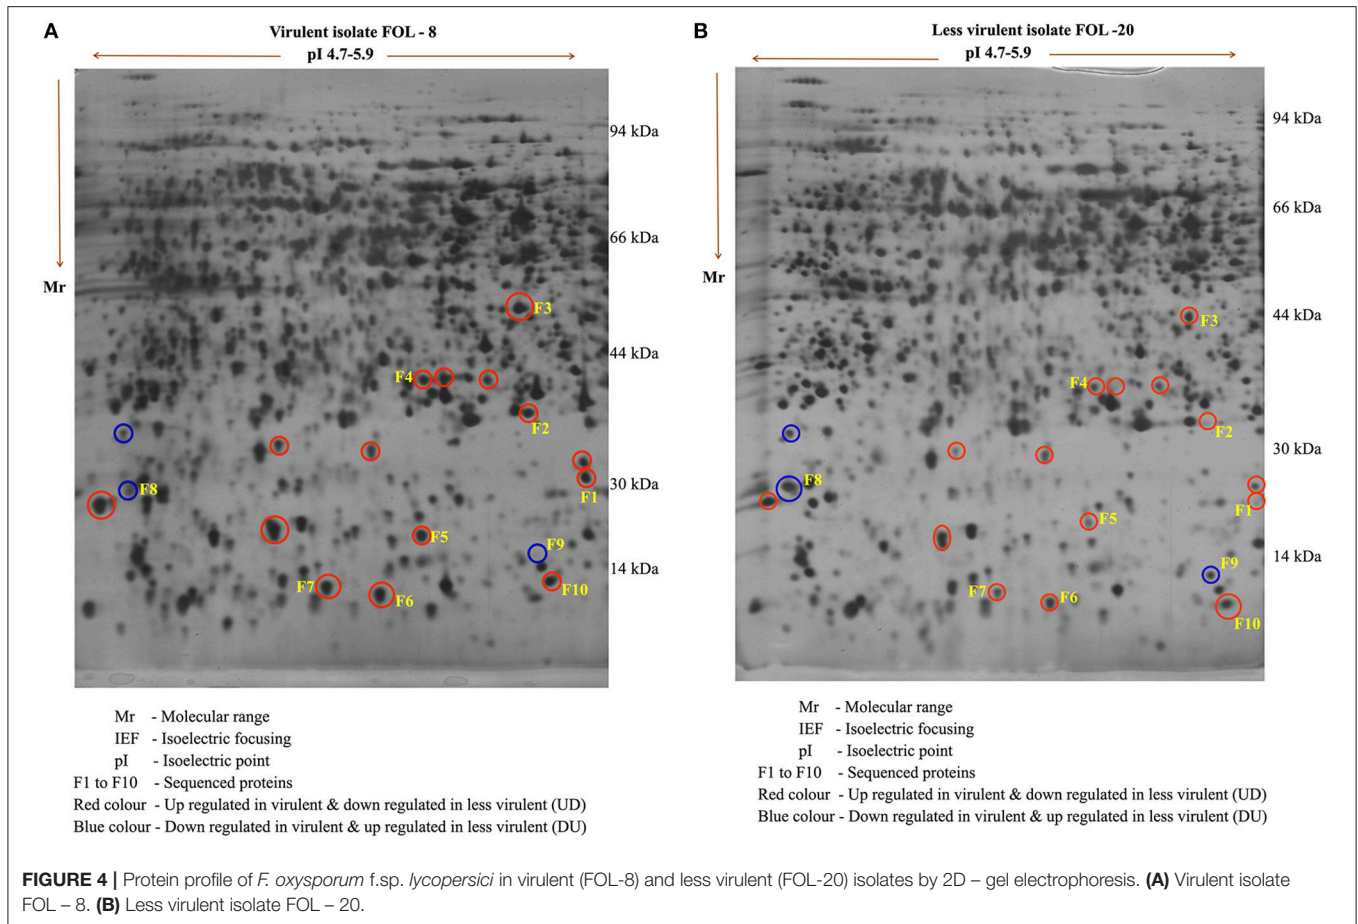 A
Virulent isolate FOL - 8
pI 4.7-5.9
94 kDa
66 kDa
Mr
F3
44 kDa
F4
F2
30 kDa
F8
F1
F5
F9
14 kDa
F7
F6
F10
Mr - Molecular range
IEF - Isoelectric focusing
pI - Isoelectric point
F1 to F10 - Sequenced proteins
Red colour - Up regulated in virulent & down regulated in less virulent (UD)
Blue colour - Down regulated in virulent & up regulated in less virulent (DU)
B
Less virulent isolate FOL -20
pI 4.7-5.9
94 kDa
66 kDa
Mr
44 kDa
F3
F4
F2
30 kDa
F8
F1
F5
14 kDa
F9
F7
F6
F10
Mr - Molecular range
IEF - Isoelectric focusing
pI - Isoelectric point
F1 to F10 - Sequenced proteins
Red colour - Up regulated in virulent & down regulated in less virulent (UD)
Blue colour - Down regulated in virulent & up regulated in less virulent (DU)
FIGURE 4 | Protein profile of F. oxysporum f.sp. lycopersici in virulent (FOL-8) and less virulent (FOL-20) isolates by 2D – gel electrophoresis. (A) Virulent isolate
FOL – 8. (B) Less virulent isolate FOL – 20.